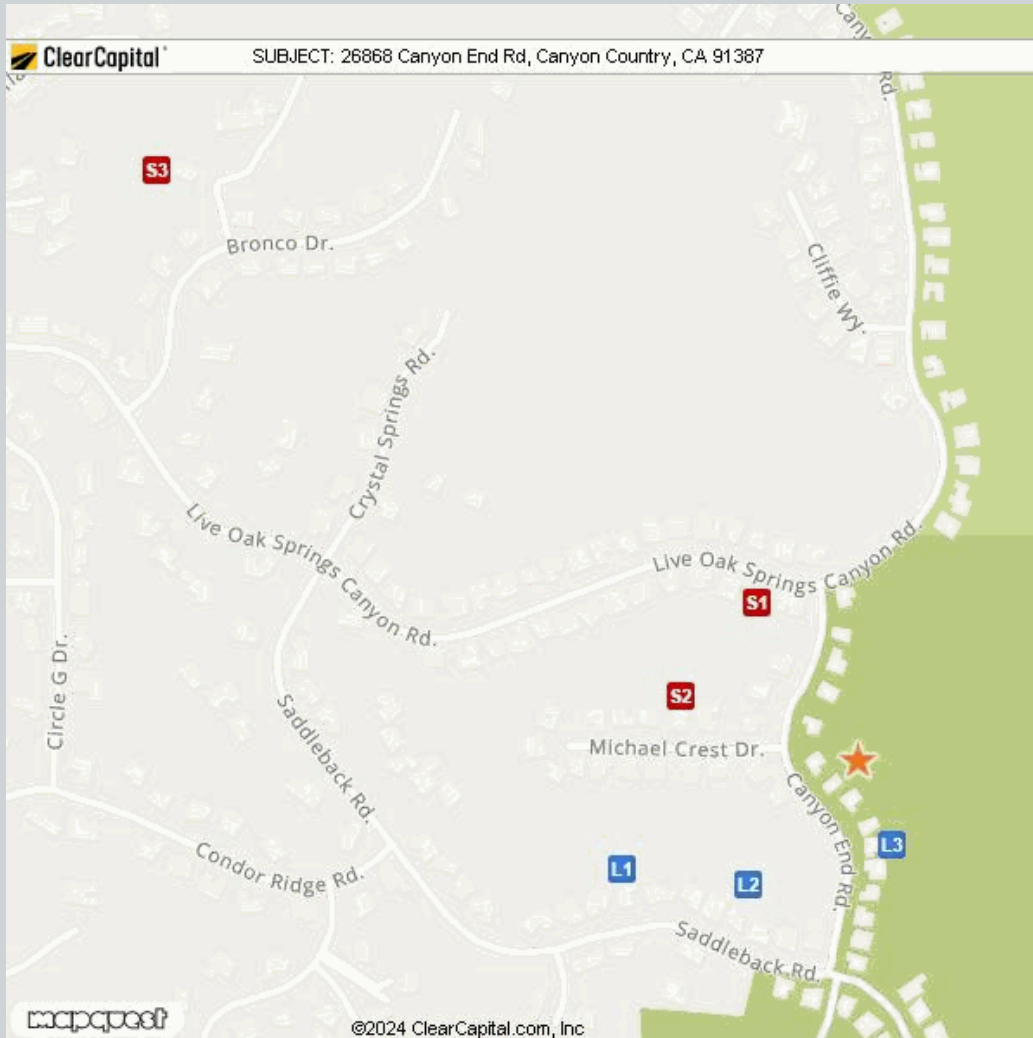 ClearCapital
SUBJECT: 26868 Canyon End Rd, Canyon Country, CA 91387
Rd.
S3
Bronco Dr.
Cliffie Wy.
Crystal Springs Rd.
Live Oak Springs Canyon Rd.
Live Oak Springs Canyon Rd.
S1
Circle G Dr.
S2
Saddleback Rd.
Michael Crest Dr.
Canyon End Rd.
L3
L1
L2
Condor Ridge Rd.
Saddleback Rd.
mapquest
©2024 ClearCapital.com, Inc